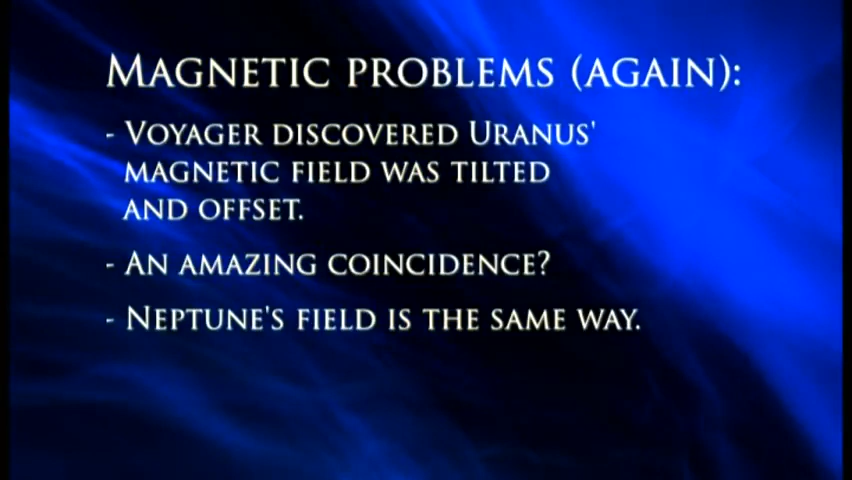 Magnetic problems (again):
- Voyager discovered Uranus'
magnetic field was tilted
and offset.
- An amazing coincidence?
- Neptune's field is the same way.